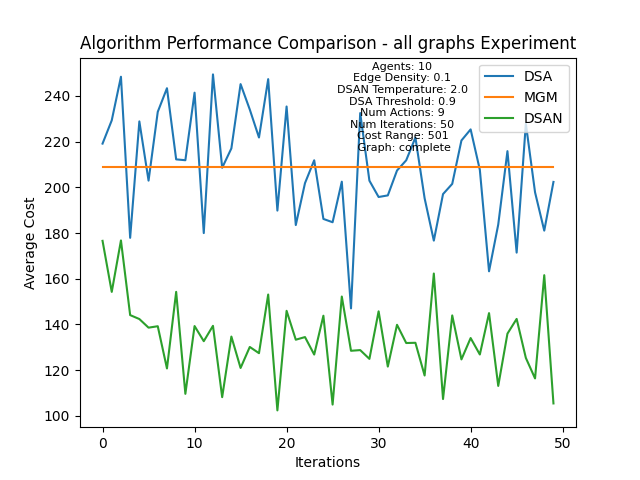 Algorithm Performance Comparison - all graphs Experiment
Agents: 10
Edge Density: 0.1
DSAN Temperature: 2.0
DSA Threshold: 0.9
Num Actions: 9
Num Iterations: 50
Cost Range: 501
Graph: complete
DSA
MGM
DSAN
Average Cost
240
220
200
180
160
140
120
100
0
10
20
30
40
50
Iterations